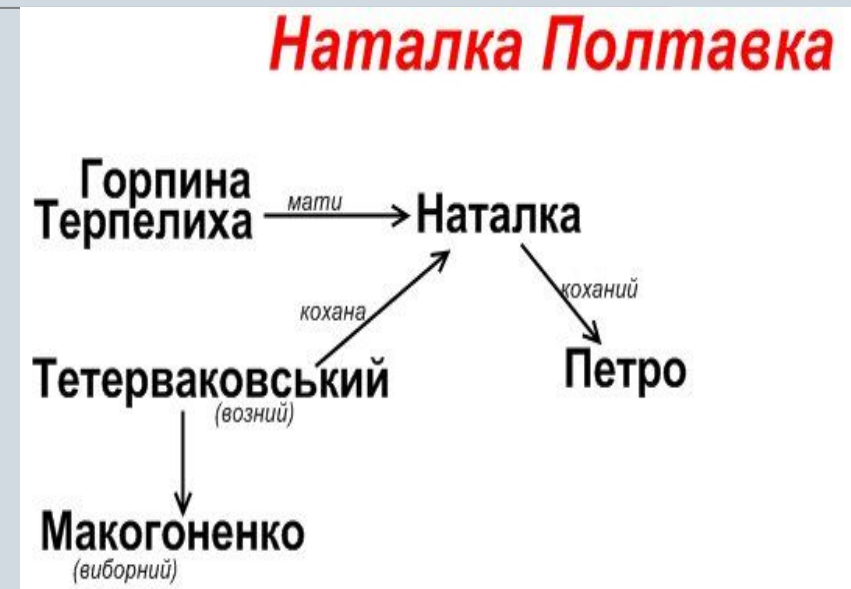 Наталка Полтавка
Горпина
Терпелиха
мати
Наталка
кохана
коханий
Тетерваковський
(возний)
Петро
Макогоненко
(виборний)